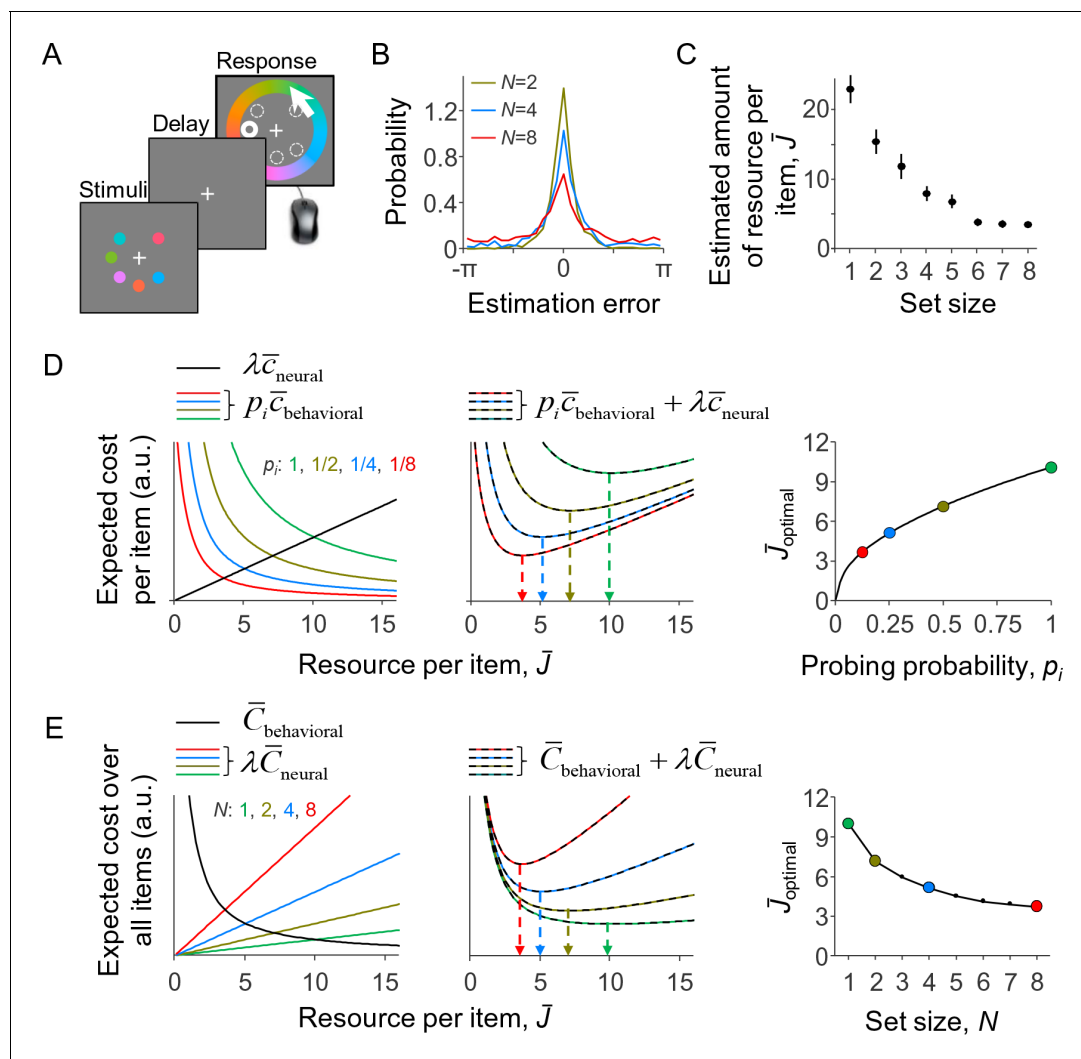 A
Stimuli
Delay
Response
B
Probability
1.2
0.8
0.4
0
N=2
N=4
N=8
-π 0 π
Estimation error
C
Estimated amount
of resource per
item, J̄
20
10
0
1 2 3 4 5 6 7 8
Set size
D
λc̄neural
pᵢc̄behavioral
pᵢc̄behavioral + λc̄neural
Expected cost
per item (a.u.)
pᵢ: 1, 1/2, 1/4, 1/8
0 5 10 15
0 5 10 15
Resource per item, J̄
J̄optimal
12
9
6
3
0
0 0.25 0.5 0.75 1
Probing probability, pᵢ
E
C̄behavioral
λC̄neural
C̄behavioral + λC̄neural
Expected cost over
all items (a.u.)
N: 1, 2, 4, 8
0 5 10 15
0 5 10 15
Resource per item, J̄
J̄optimal
12
9
6
3
0
1 2 3 4 5 6 7 8
Set size, N